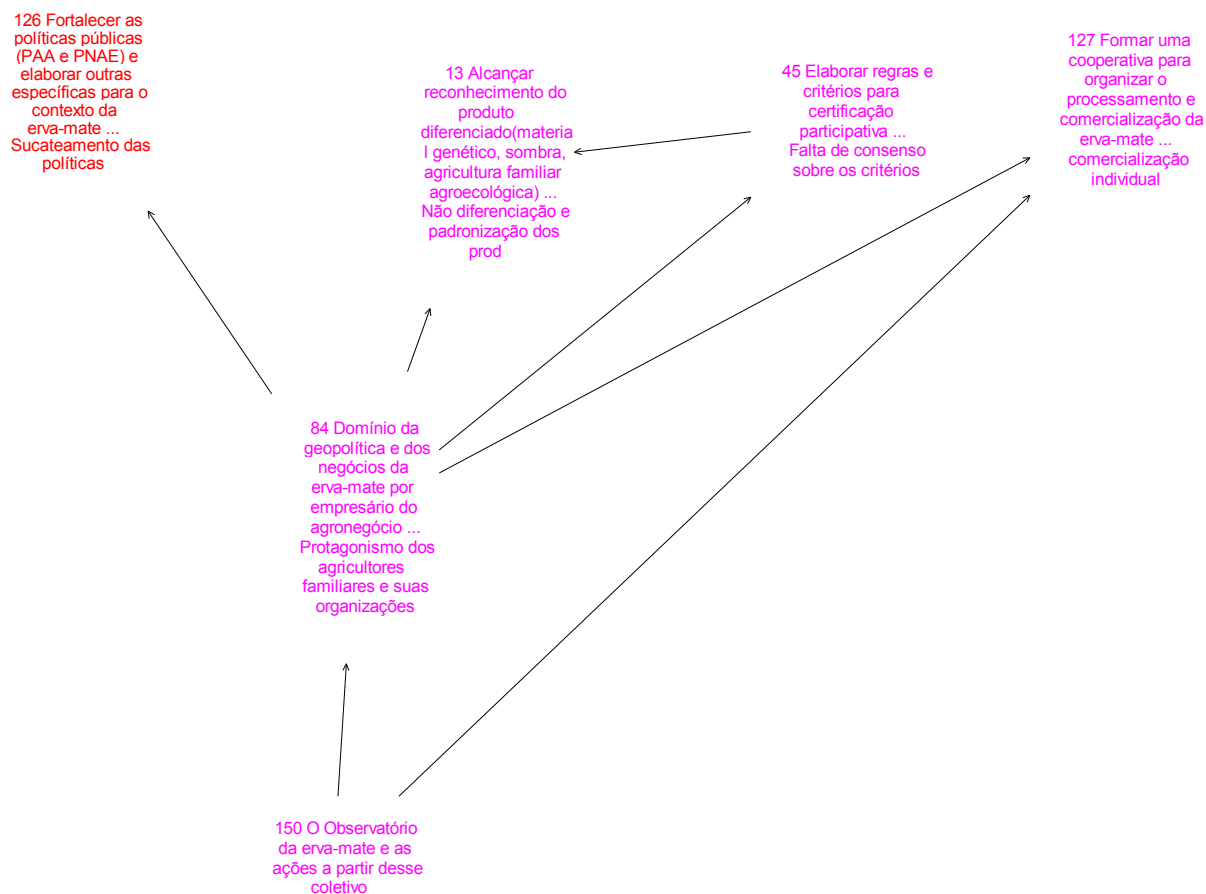 126 Fortalecer as
políticas públicas
(PAA e PNAE) e
elaborar outras
específicas para o
contexto da
erva-mate ...
Sucateamento das
políticas
13 Alcançar
reconhecimento do
produto
diferenciado(materia
l genético, sombra,
agricultura familiar
agroecológica) ...
Não diferenciação e
padronização dos
prod
45 Elaborar regras e
critérios para
certificação
participativa ...
Falta de consenso
sobre os critérios
127 Formar uma
cooperativa para
organizar o
processamento e
comercialização da
erva-mate ...
comercialização
individual
84 Domínio da
geopolítica e dos
negócios da
erva-mate por
empresário do
agronegócio ...
Protagonismo dos
agricultores
familiares e suas
organizações
150 O Observatório
da erva-mate e as
ações a partir desse
coletivo